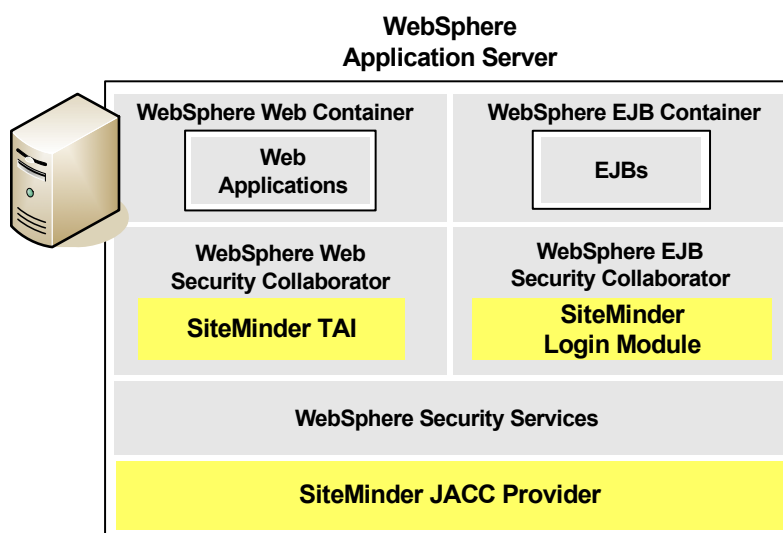 WebSphere
Application Server
WebSphere Web Container
Web
Applications
WebSphere EJB Container
EJBs
WebSphere Web
Security Collaborator
SiteMinder TAI
WebSphere EJB
Security Collaborator
SiteMinder
Login Module
WebSphere Security Services
SiteMinder JACC Provider